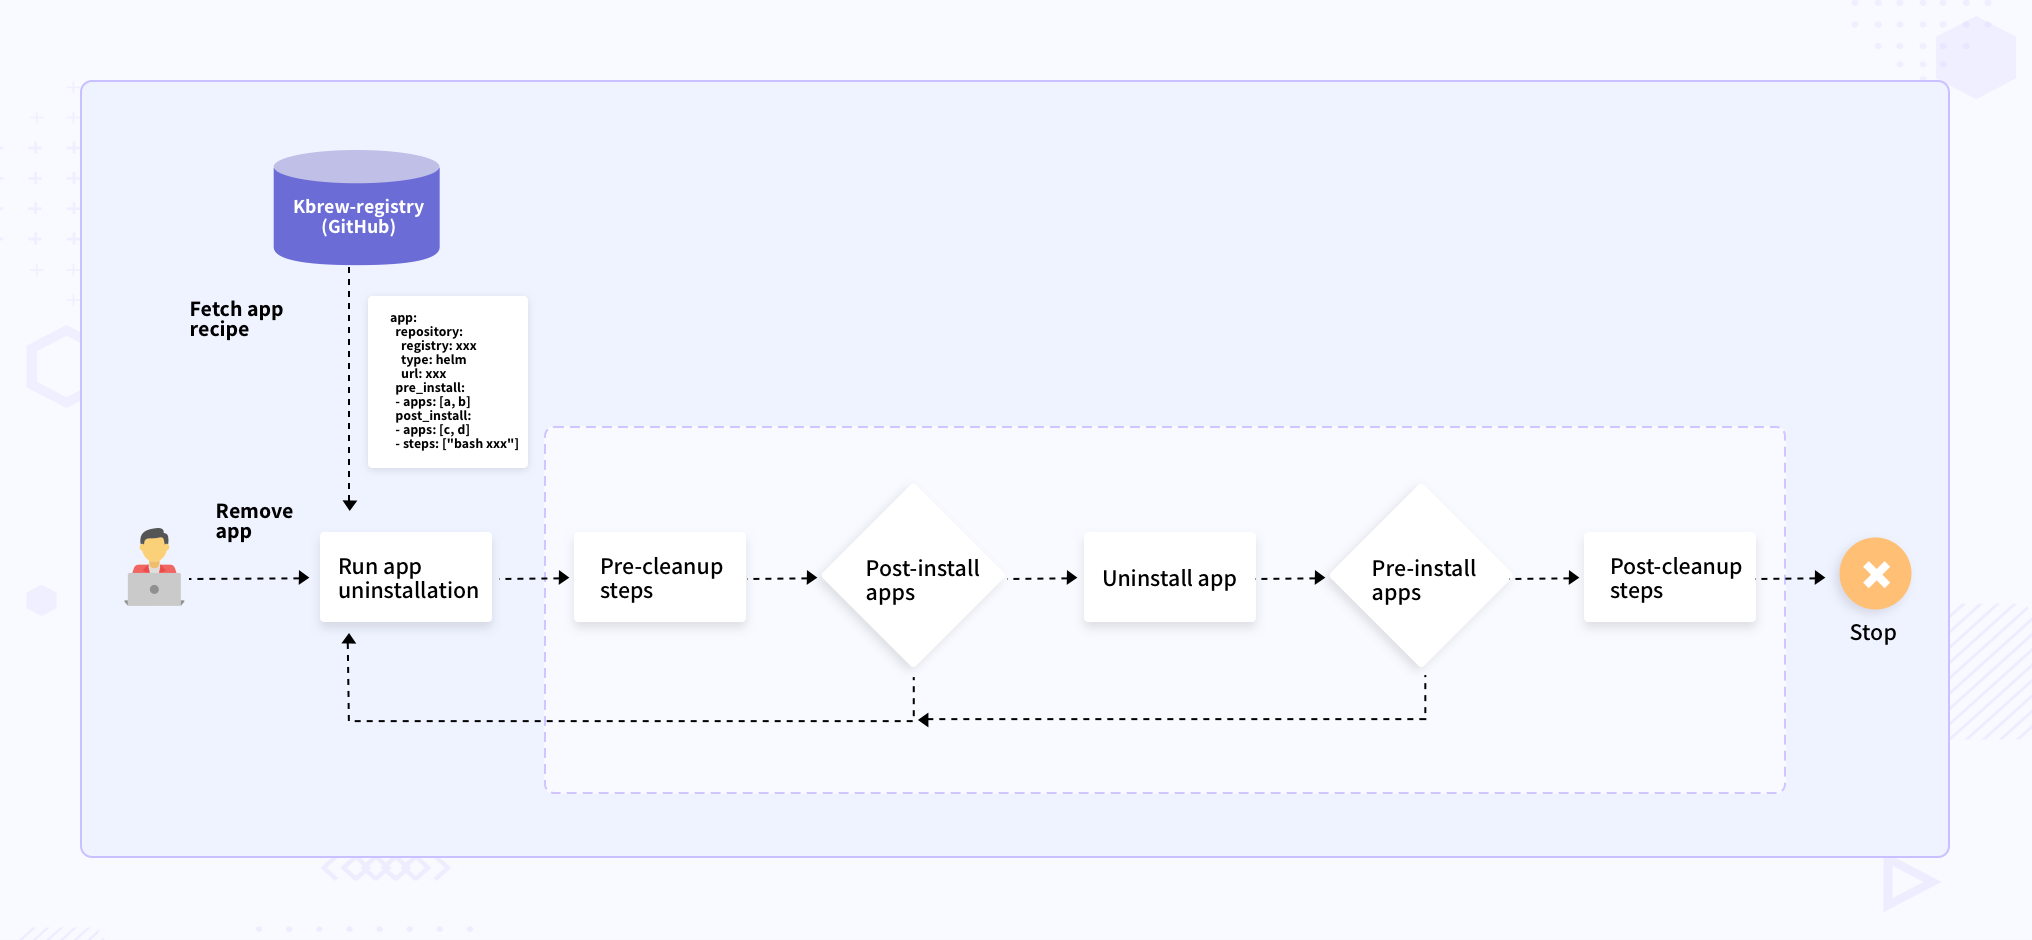 Kbrew-registry
(GitHub)
Fetch app
recipe
app:
repository:
registry: xxx
type: helm
url: xxx
pre_install:
- apps: [a, b]
post_install:
- apps: [c, d]
- steps: ["bash xxx"]
Remove
app
Run app
uninstallation
Pre-cleanup
steps
Post-install
apps
Uninstall app
Pre-install
apps
Post-cleanup
steps
Stop